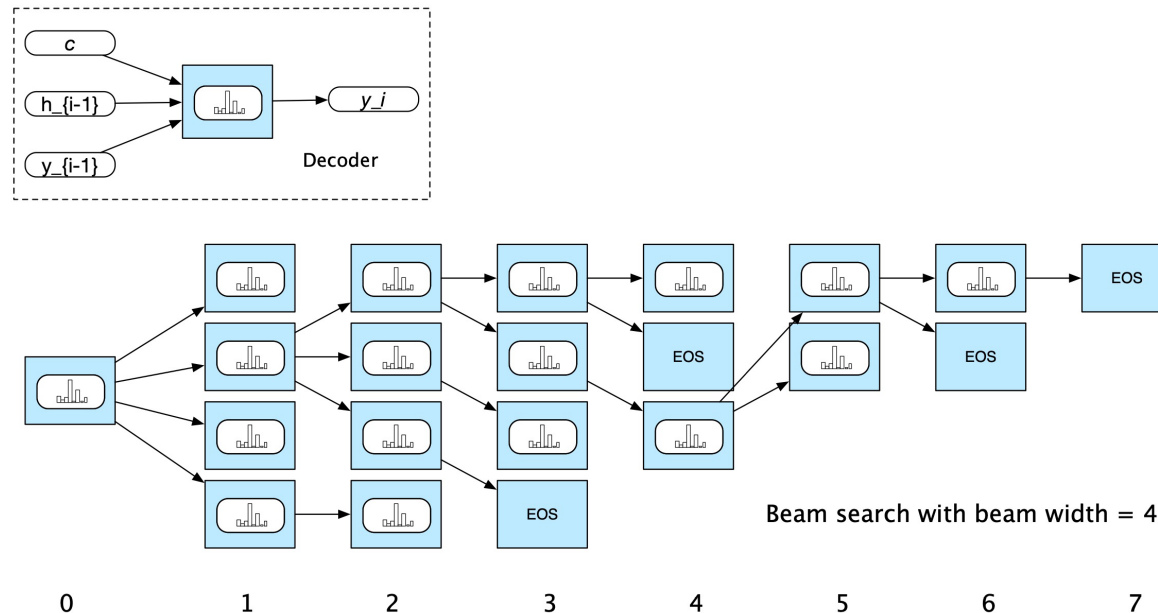 c
h_{i-1}
y_i
y_{i-1}
Decoder
EOS
EOS
EOS
EOS
Beam search with beam width = 4
0 1 2 3 4 5 6 7